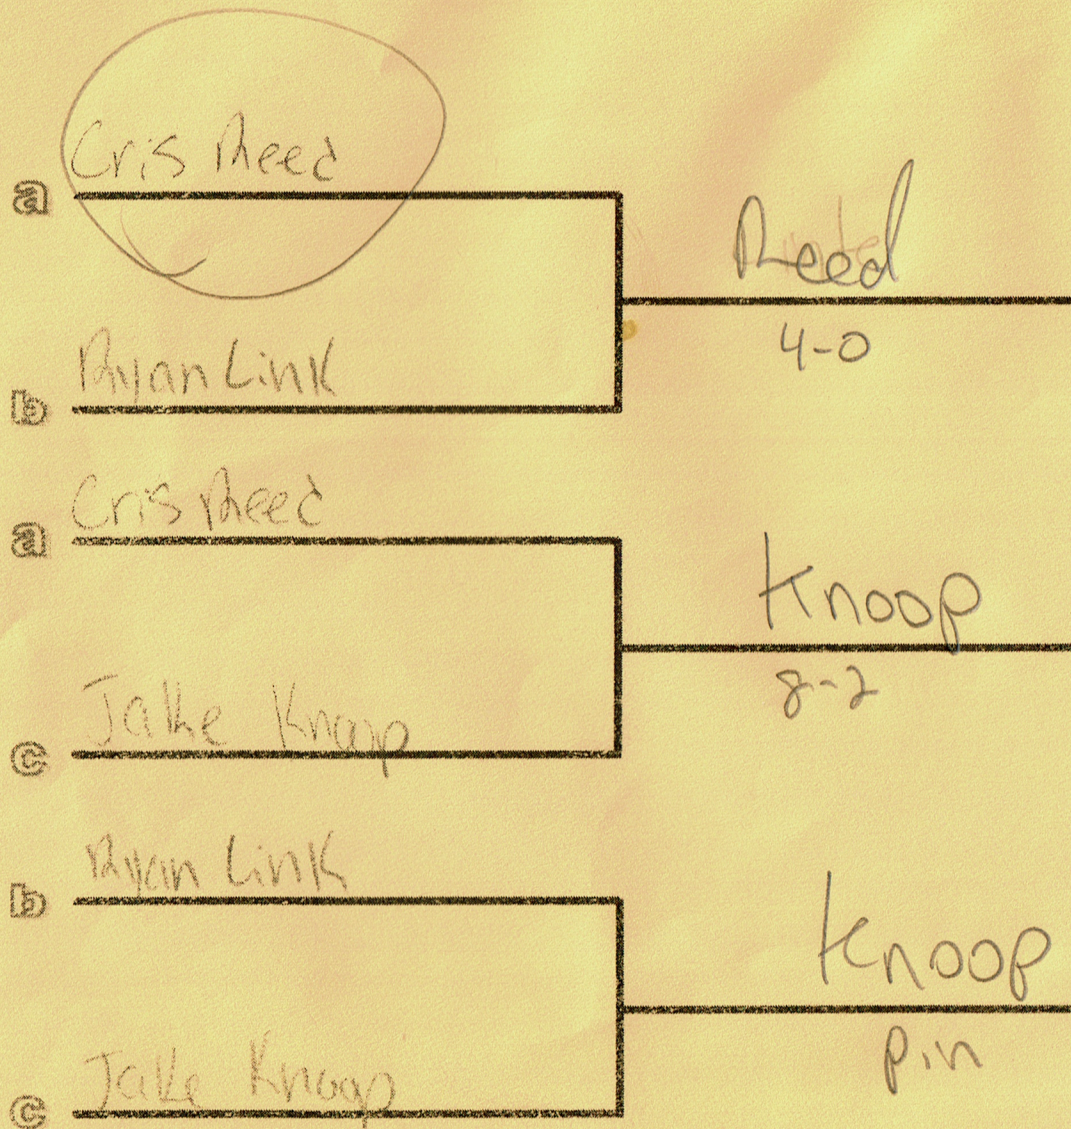 Cris Reed
a
Reed
4-0
Ryan Link
b
Cris Reed
a
Knoop
8-2
Jake Knoop
c
Ryan Link
b
Knoop
pin
Jake Knoop
c